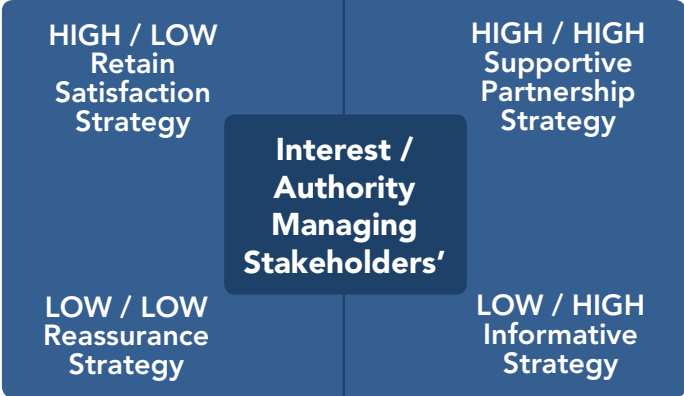 HIGH / LOW
Retain
Satisfaction
Strategy
HIGH / HIGH
Supportive
Partnership
Strategy
Interest /
Authority
Managing
Stakeholders’
LOW / LOW
Reassurance
Strategy
LOW / HIGH
Informative
Strategy